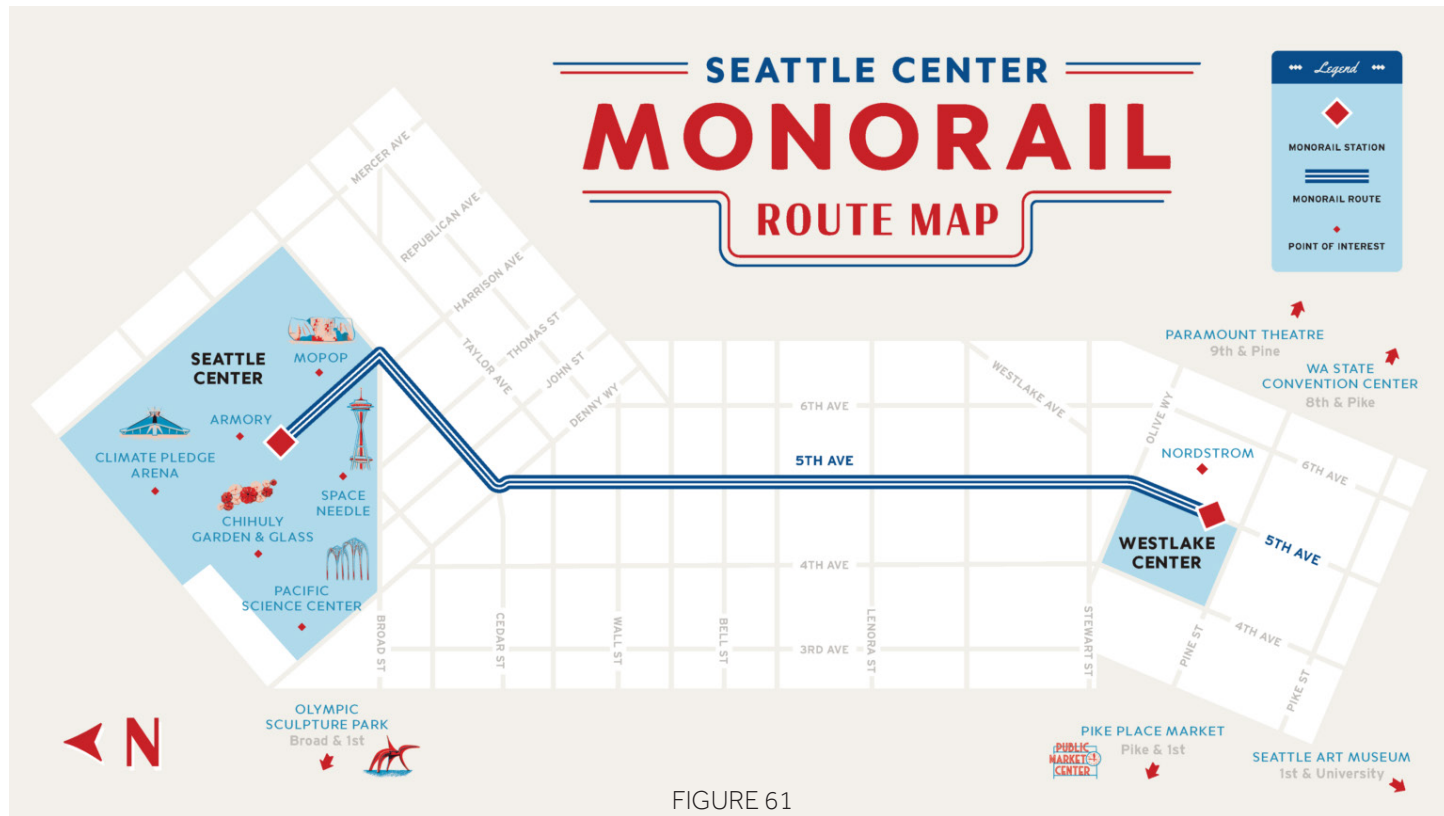 SEATTLE CENTER
MONORAIL
ROUTE MAP
Legend
MONORAIL STATION
MONORAIL ROUTE
POINT OF INTEREST
MERCER AVE
REPUBLICAN AVE
HARRISON AVE
THOMAS ST
JOHN ST
DENNY WY
TAYLOR AVE
SEATTLE
CENTER
MOPOP
ARMORY
CLIMATE PLEDGE
ARENA
SPACE
NEEDLE
CHIHULY
GARDEN & GLASS
PACIFIC
SCIENCE CENTER
PARAMOUNT THEATRE
9th & Pine
WA STATE
CONVENTION CENTER
8th & Pike
WESTLAKE AVE
OLIVE WY
6TH AVE
5TH AVE
NORDSTROM
6TH AVE
WESTLAKE
CENTER
5TH AVE
4TH AVE
3RD AVE
4TH AVE
BROAD ST
CEDAR ST
WALL ST
BELL ST
LENORA ST
STEWART ST
PINE ST
PIKE ST
N
OLYMPIC
SCULPTURE PARK
Broad & 1st
PUBLIC
MARKET
CENTER
PIKE PLACE MARKET
Pike & 1st
SEATTLE ART MUSEUM
1st & University
FIGURE 61